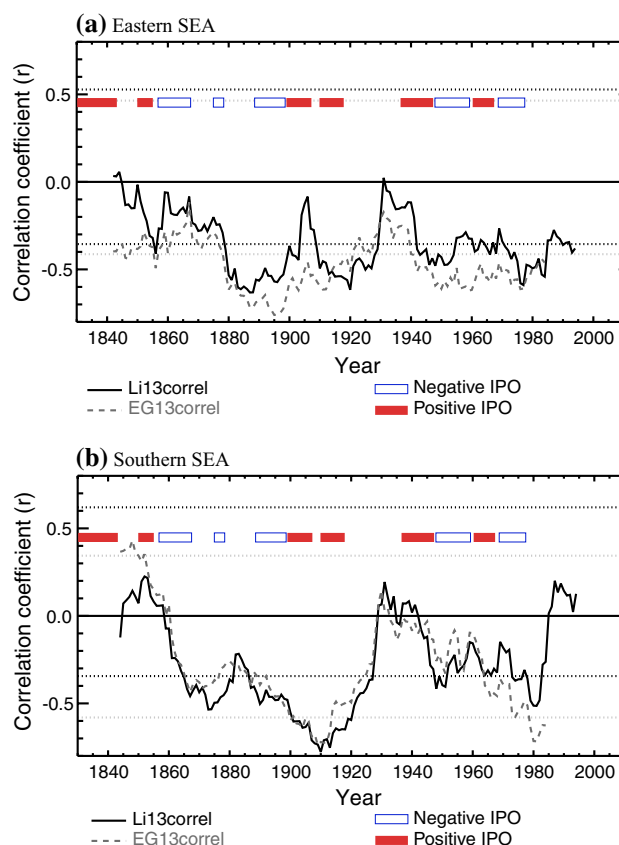 (a) Eastern SEA
Correlation coefficient (r)
0.5
0.0
-0.5
1840 1860 1880 1900 1920 1940 1960 1980 2000
Year
Li13correl
EG13correl
Negative IPO
Positive IPO
(b) Southern SEA
Correlation coefficient (r)
0.5
0.0
-0.5
1840 1860 1880 1900 1920 1940 1960 1980 2000
Year
Li13correl
EG13correl
Negative IPO
Positive IPO